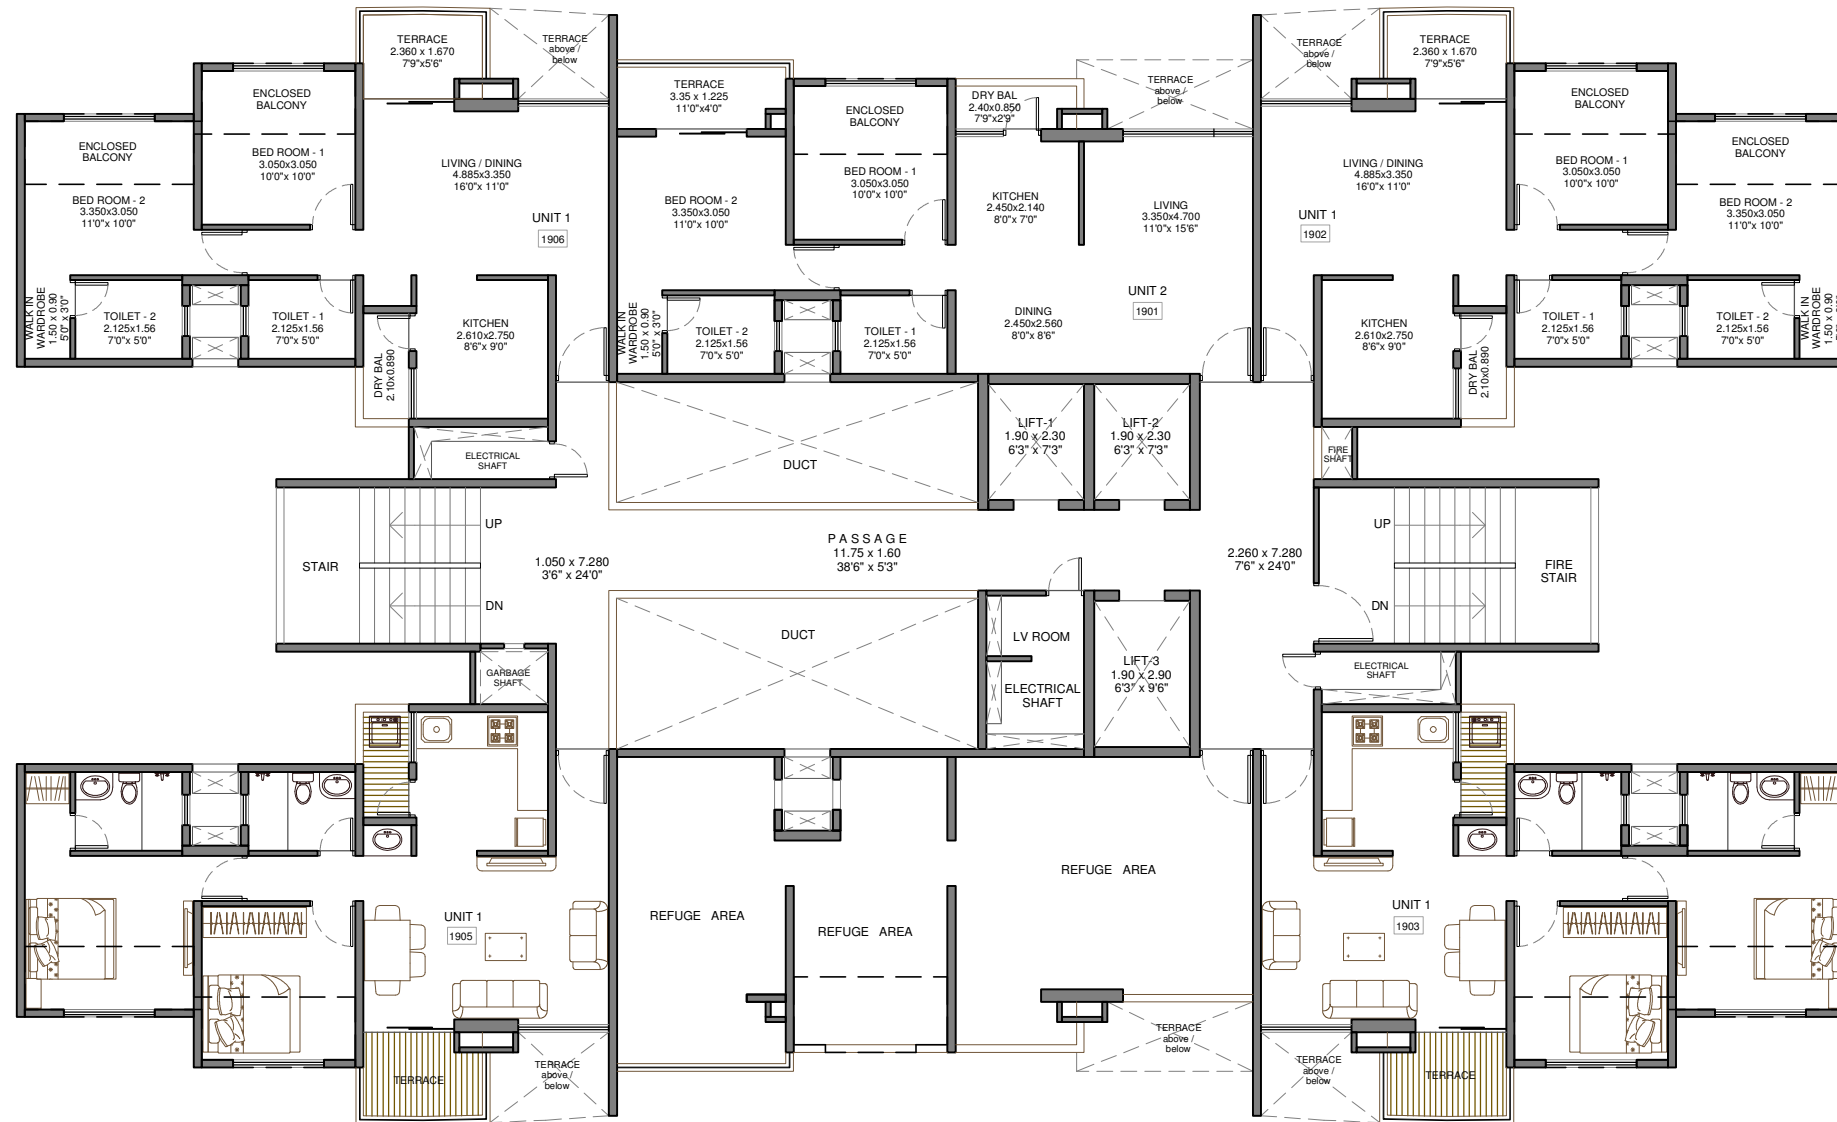 TERRACE
2.360 x 1.670
7'9"x5'6"
TERRACE
above /
below
ENCLOSED
BALCONY
BED ROOM - 1
3.050x3.050
10'0"x 10'0"
ENCLOSED
BALCONY
BED ROOM - 2
3.350x3.050
11'0"x 10'0"
LIVING / DINING
4.885x3.350
16'0"x 11'0"
UNIT 1
1906
WALK IN
WARDROBE
1.50 x 0.90
5'0" x 3'0"
TOILET - 2
2.125x1.56
7'0"x 5'0"
TOILET - 1
2.125x1.56
7'0"x 5'0"
KITCHEN
2.610x2.750
8'6"x 9'0"
DRY BAL
2.10x0.890
TERRACE
3.35 x 1.225
11'0"x4'0"
ENCLOSED
BALCONY
BED ROOM - 1
3.050x3.050
10'0"x 10'0"
BED ROOM - 2
3.350x3.050
11'0"x 10'0"
DRY BAL
2.40x0.850
7'9"x2'9"
TERRACE
above /
below
KITCHEN
2.450x2.140
8'0"x 7'0"
LIVING
3.350x4.700
11'0"x 15'6"
UNIT 2
1901
DINING
2.450x2.560
8'0"x 8'6"
WALK IN
WARDROBE
1.50 x 0.90
5'0" x 3'0"
TOILET - 2
2.125x1.56
7'0"x 5'0"
TOILET - 1
2.125x1.56
7'0"x 5'0"
TERRACE
above /
below
TERRACE
2.360 x 1.670
7'9"x5'6"
ENCLOSED
BALCONY
BED ROOM - 1
3.050x3.050
10'0"x 10'0"
ENCLOSED
BALCONY
BED ROOM - 2
3.350x3.050
11'0"x 10'0"
LIVING / DINING
4.885x3.350
16'0"x 11'0"
UNIT 1
1902
KITCHEN
2.610x2.750
8'6"x 9'0"
DRY BAL
2.10x0.890
TOILET - 1
2.125x1.56
7'0"x 5'0"
TOILET - 2
2.125x1.56
7'0"x 5'0"
WALK IN
WARDROBE
1.50 x 0.90
ELECTRICAL
SHAFT
DUCT
LIFT-1
1.90 x 2.30
6'3" x 7'3"
LIFT-2
1.90 x 2.30
6'3" x 7'3"
FIRE
SHAFT
STAIR
UP
DN
1.050 x 7.280
3'6" x 24'0"
PASSAGE
11.75 x 1.60
38'6" x 5'3"
2.260 x 7.280
7'6" x 24'0"
UP
DN
FIRE
STAIR
DUCT
LV ROOM
ELECTRICAL
SHAFT
LIFT-3
1.90 x 2.90
6'3" x 9'6"
GARBAGE
SHAFT
ELECTRICAL
SHAFT
UNIT 1
1905
REFUGE AREA
REFUGE AREA
REFUGE AREA
UNIT 1
1903
TERRACE
TERRACE
above /
below
TERRACE
above /
below
TERRACE
above /
below
TERRACE